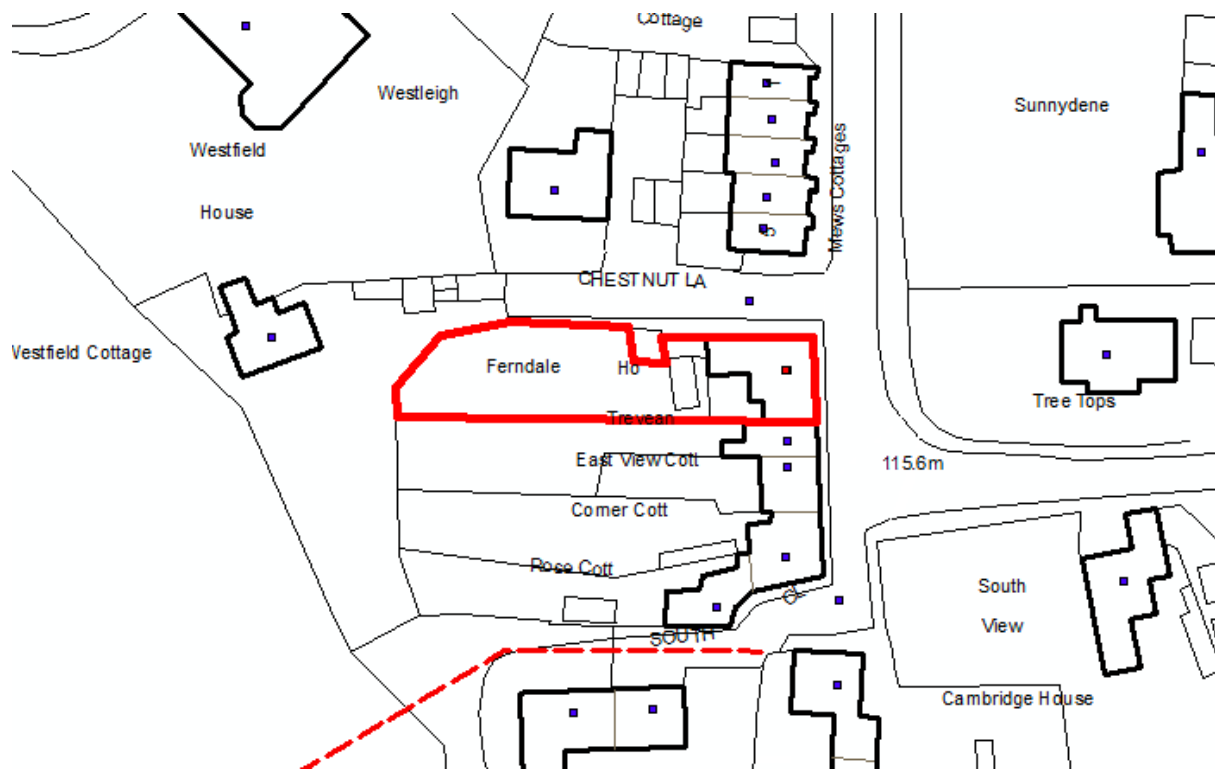 Cottage
Westleigh
Sunnydene
Westfield
House
Mews Cottages
5
CHESTNUT LA
Westfield Cottage
Ferndale
Ho
Tree Tops
Trevean
East View Cott
115.6m
Corner Cott
Rose Cott
South
View
CL
SOUTH
Cambridge House